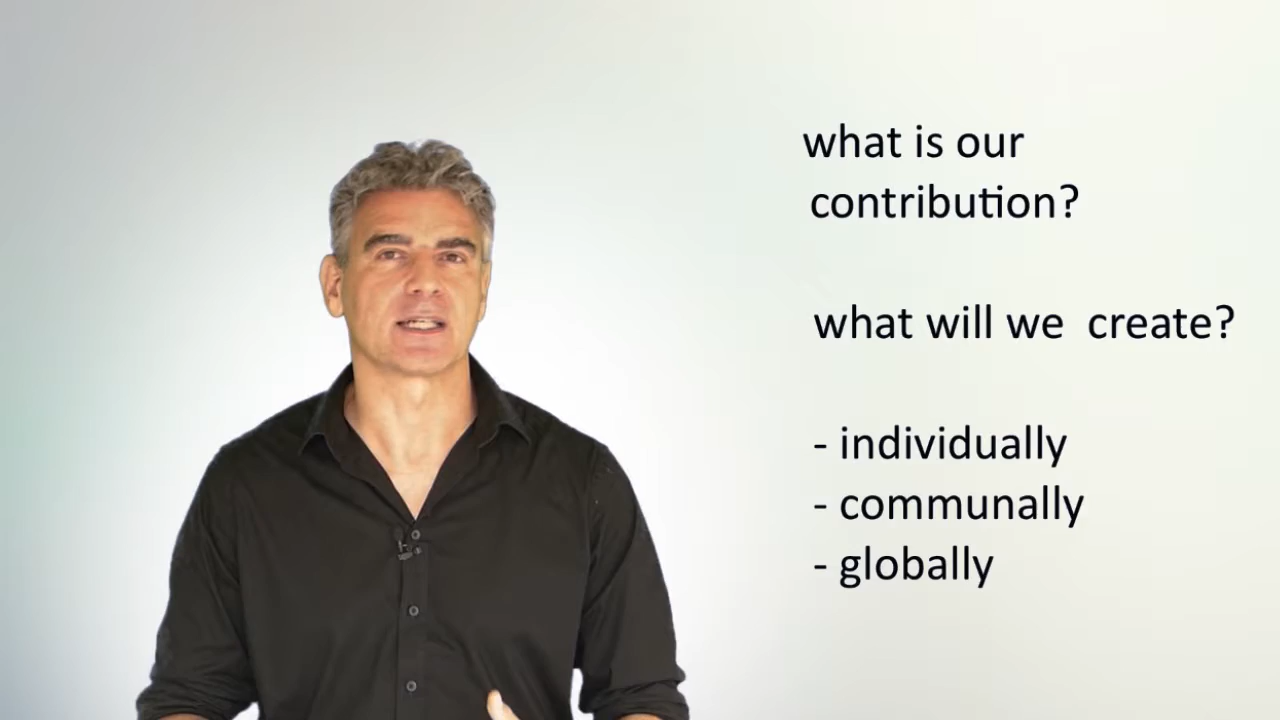 what is our
contribution?
what will we create?
- individually
- communally
- globally